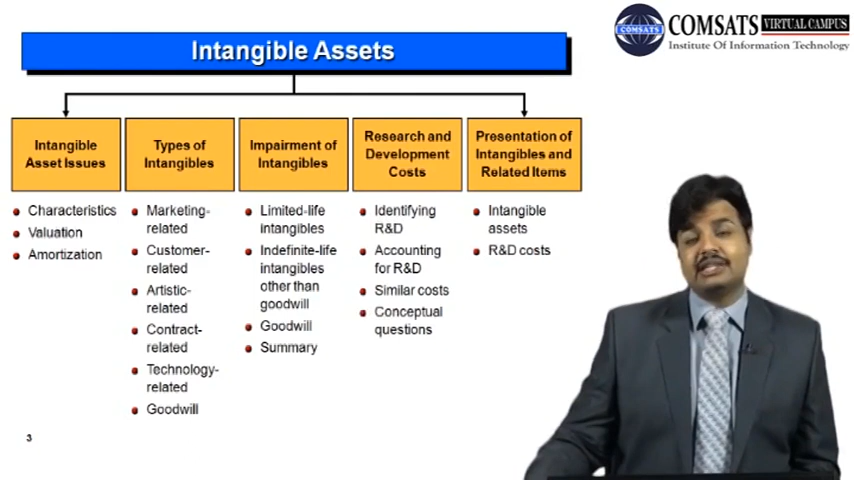 Intangible Assets
COMSATS
COMSATS VIRTUAL CAMPUS
Institute Of Information Technology
Intangible
Asset Issues
Characteristics
Valuation
Amortization
Types of
Intangibles
Marketing-
related
Customer-
related
Artistic-
related
Contract-
related
Technology-
related
Goodwill
Impairment of
Intangibles
Limited-life
intangibles
Indefinite-life
intangibles
other than
goodwill
Goodwill
Summary
Research and
Development
Costs
Identifying
R&D
Accounting
for R&D
Similar costs
Conceptual
questions
Presentation of
Intangibles and
Related Items
Intangible
assets
R&D costs
3